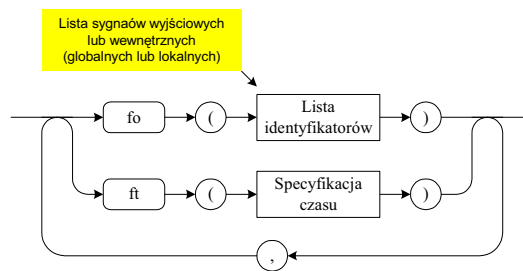 Lista sygnaów wyjściowych
lub wewnętrznych
(globalnych lub lokalnych)
fo ( Lista
identyfikatorów )
ft ( Specyfikacja
czasu )
,